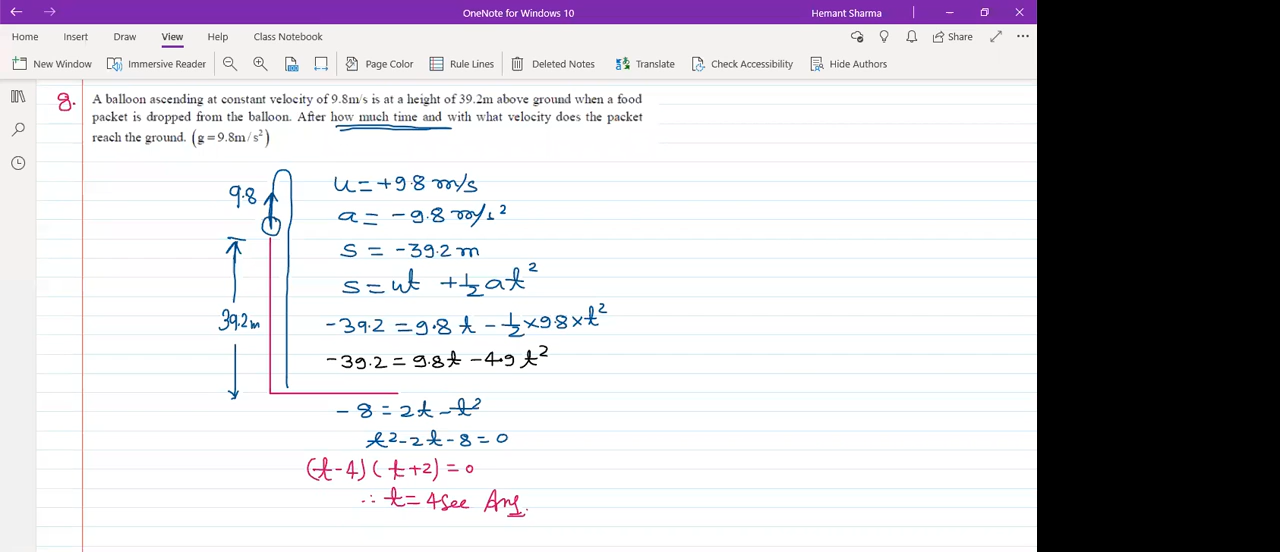 OneNote for Windows 10
Hemant Sharma
Home Insert Draw View Help Class Notebook
Share
New Window Immersive Reader Page Color Rule Lines Deleted Notes Translate Check Accessibility Hide Authors
8. A balloon ascending at constant velocity of 9.8m/s is at a height of 39.2m above ground when a food
packet is dropped from the balloon. After how much time and with what velocity does the packet
reach the ground. (g = 9.8m/s²)
9.8
39.2m
u = +9.8 m/s
a = -9.8 m/s²
s = -39.2 m
s = ut + ½ at²
-39.2 = 9.8 t - ½ × 9.8 × t²
-39.2 = 9.8t - 4.9 t²
-8 = 2t - t²
t² - 2t - 8 = 0
(t-4) (t+2) = 0
∴ t = 4 sec Ans.